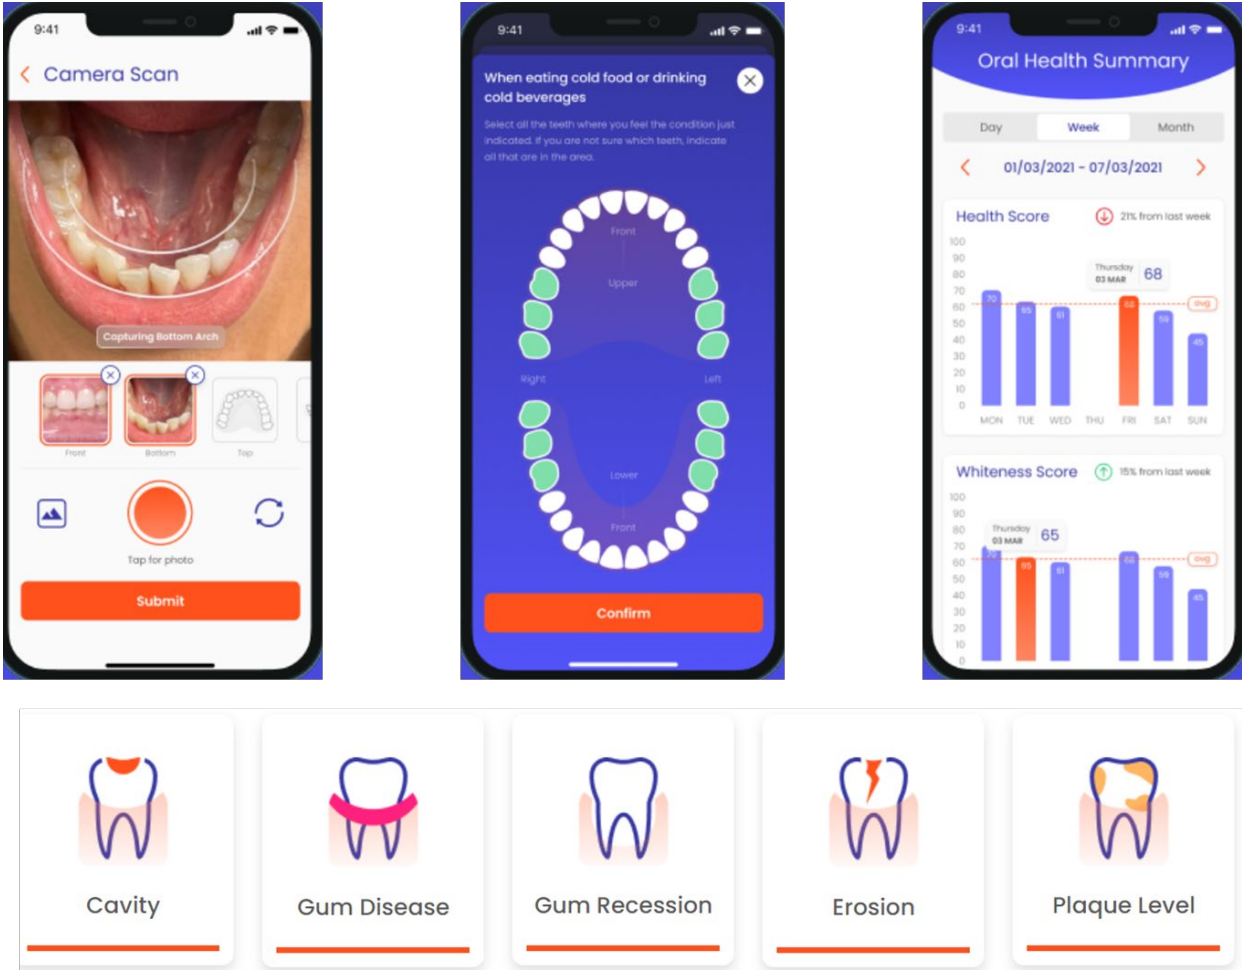 9:41
Camera Scan
Capturing Bottom Arch
Front
Bottom
Top
Tap for photo
Submit
9:41
When eating cold food or drinking
cold beverages
Select all the teeth where you feel the condition just
indicated. If you are not sure which teeth, indicate
all that are in the area.
Front
Upper
Right
Left
Lower
Front
Confirm
9:41
Oral Health Summary
Day
Week
Month
01/03/2021 - 07/03/2021
Health Score
21% from last week
100
90
80
70
60
50
40
30
20
10
0
Thursday
03 MAR
68
avg
70
65
61
68
59
45
MON
TUE
WED
THU
FRI
SAT
SUN
Whiteness Score
15% from last week
100
90
80
70
60
50
40
30
20
10
0
Thursday
03 MAR
65
avg
70
65
61
68
59
45
Cavity
Gum Disease
Gum Recession
Erosion
Plaque Level